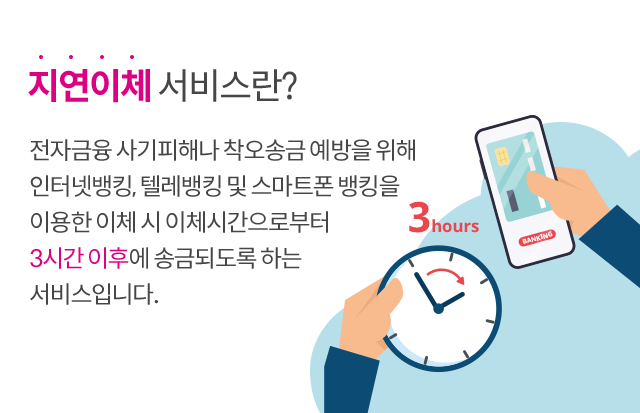 지연이체 서비스란?
전자금융 사기피해나 착오송금 예방을 위해
인터넷뱅킹, 텔레뱅킹 및 스마트폰 뱅킹을
이용한 이체 시 이체시간으로부터
3시간 이후에 송금되도록 하는
서비스입니다.
3hours
BANKING